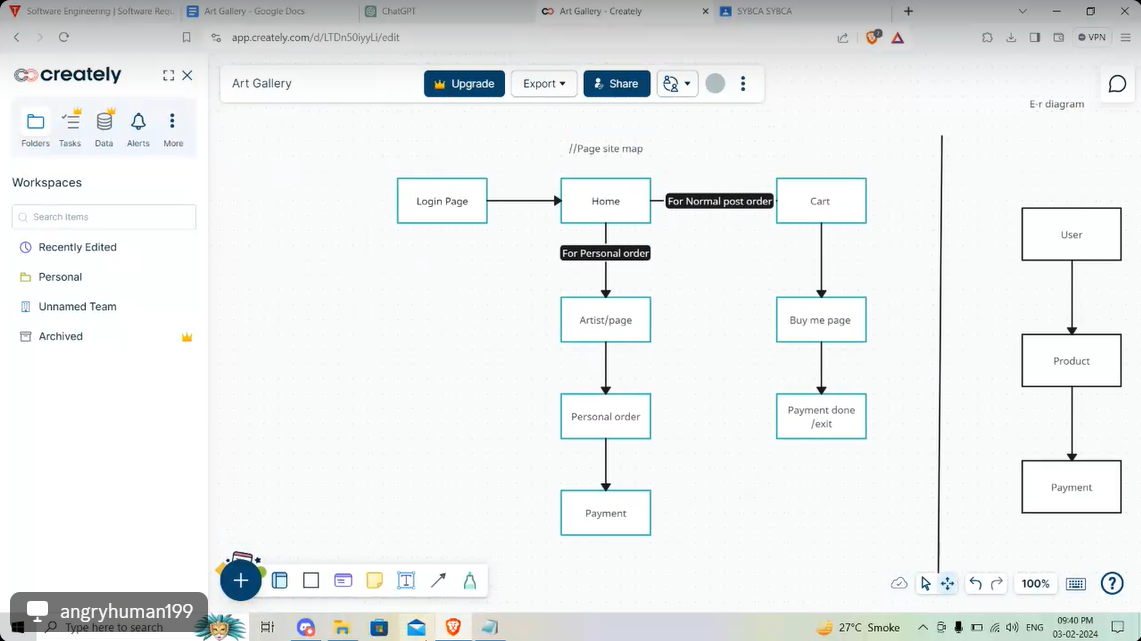 Software Engineering | Software Requ
Art Gallery - Google Docs
ChatGPT
Art Gallery - Creately
SYBCA SYBCA
app.creately.com/d/LTDn50iyyLi/edit
7
VPN
creately
Art Gallery
Upgrade
Export
Share
E-r diagram
Folders
Tasks
Data
Alerts
More
//Page site map
Workspaces
Search Items
Recently Edited
Personal
Unnamed Team
Archived
Login Page
Home
For Normal post order
Cart
For Personal order
Artist/page
Buy me page
Personal order
Payment done
/exit
Payment
User
Product
Payment
100%
angryhuman199
Type here to search
27°C Smoke
ENG
09:40 PM
03-02-2024